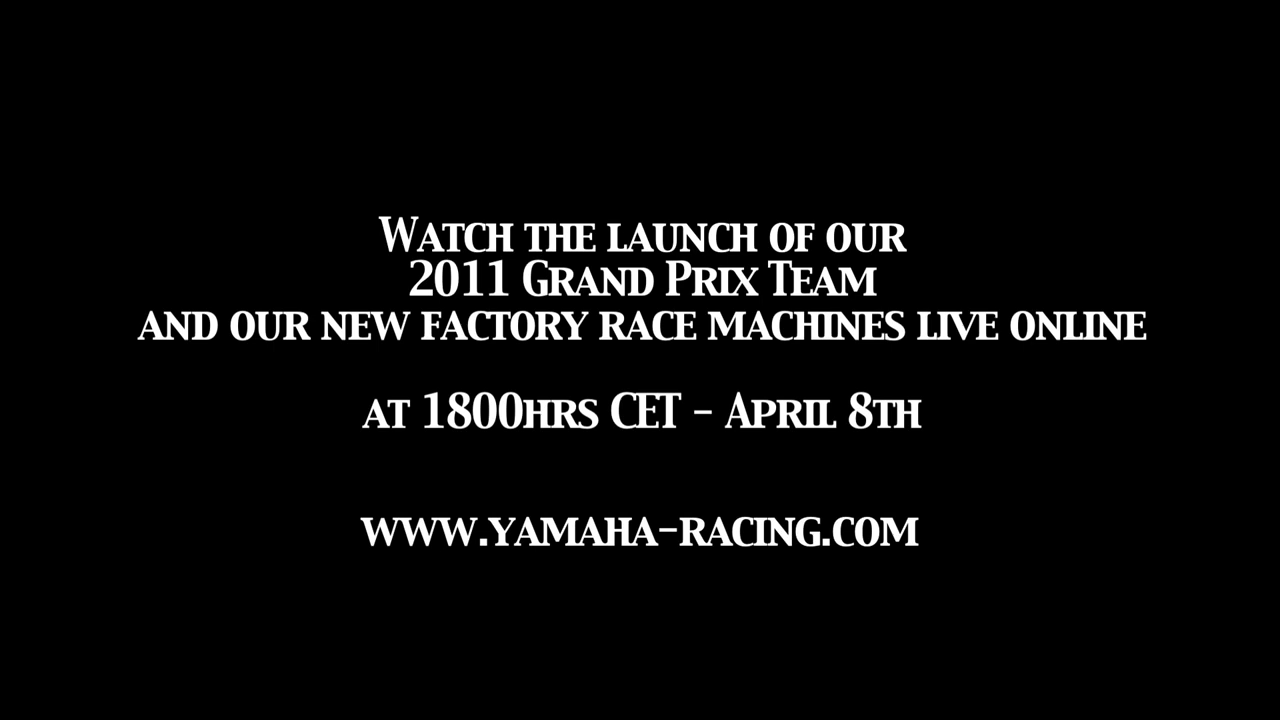 Watch the launch of our
2011 Grand Prix Team
and our new factory race machines live online
at 1800hrs CET - April 8th
www.yamaha-racing.com